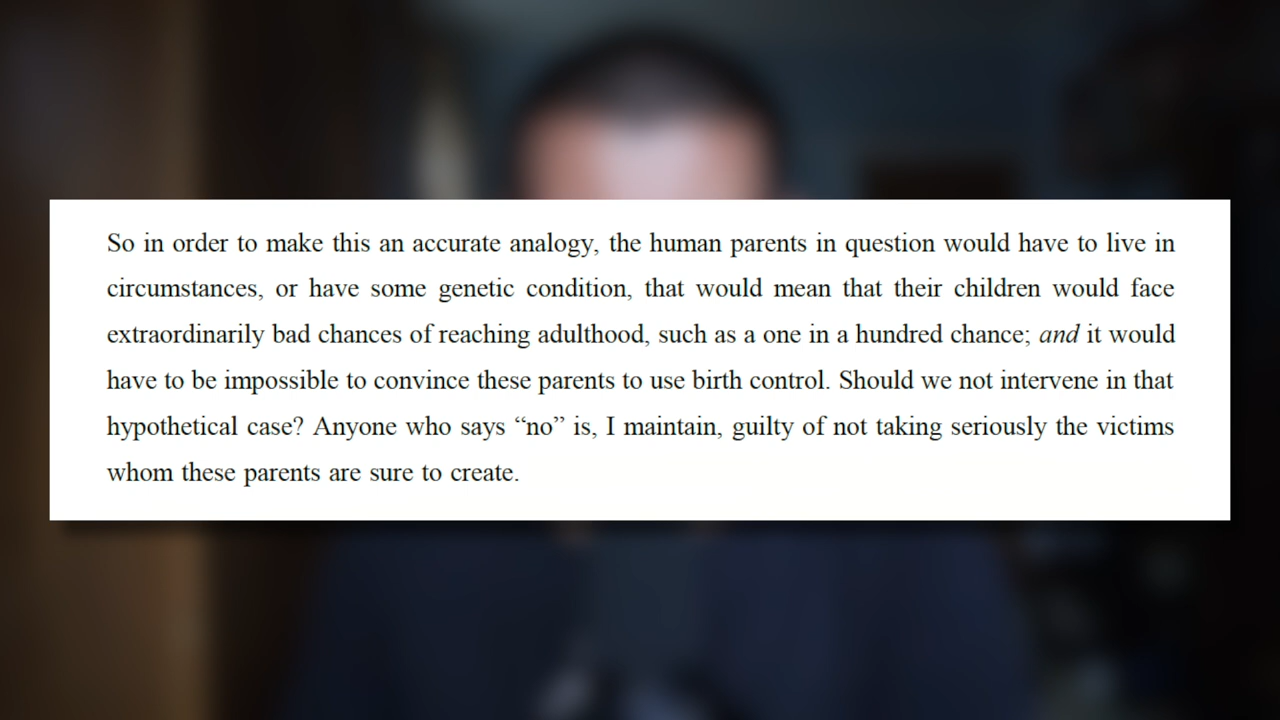 So in order to make this an accurate analogy, the human parents in question would have to live in
circumstances, or have some genetic condition, that would mean that their children would face
extraordinarily bad chances of reaching adulthood, such as a one in a hundred chance; and it would
have to be impossible to convince these parents to use birth control. Should we not intervene in that
hypothetical case? Anyone who says “no” is, I maintain, guilty of not taking seriously the victims
whom these parents are sure to create.